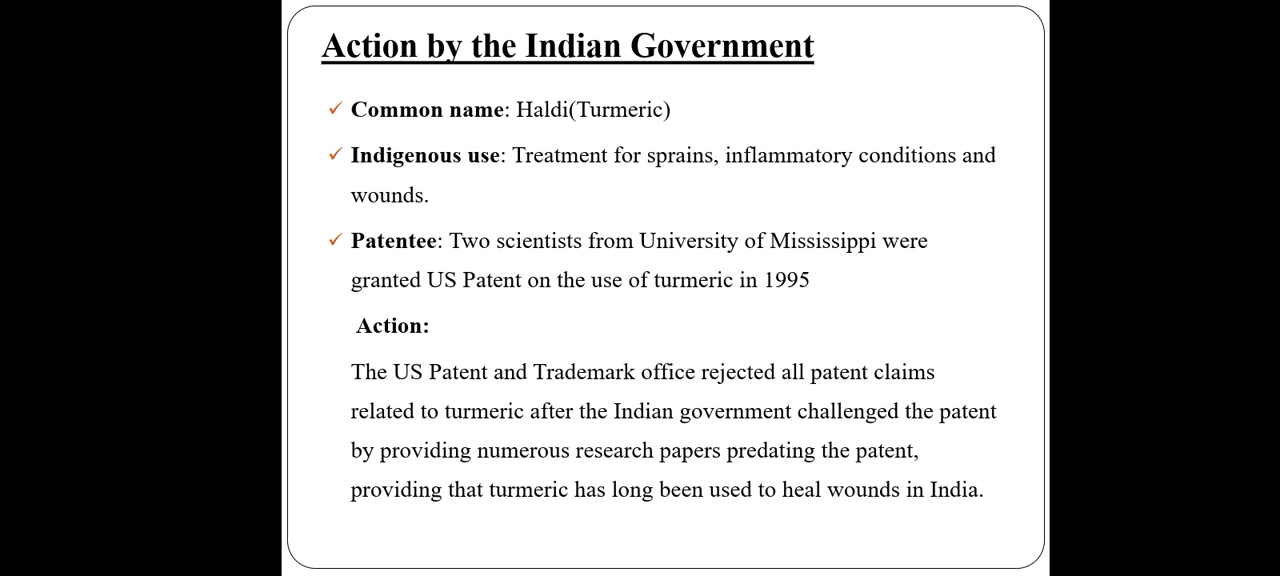 Action by the Indian Government
✓ Common name: Haldi(Turmeric)
✓ Indigenous use: Treatment for sprains, inflammatory conditions and
wounds.
✓ Patentee: Two scientists from University of Mississippi were
granted US Patent on the use of turmeric in 1995
Action:
The US Patent and Trademark office rejected all patent claims
related to turmeric after the Indian government challenged the patent
by providing numerous research papers predating the patent,
providing that turmeric has long been used to heal wounds in India.